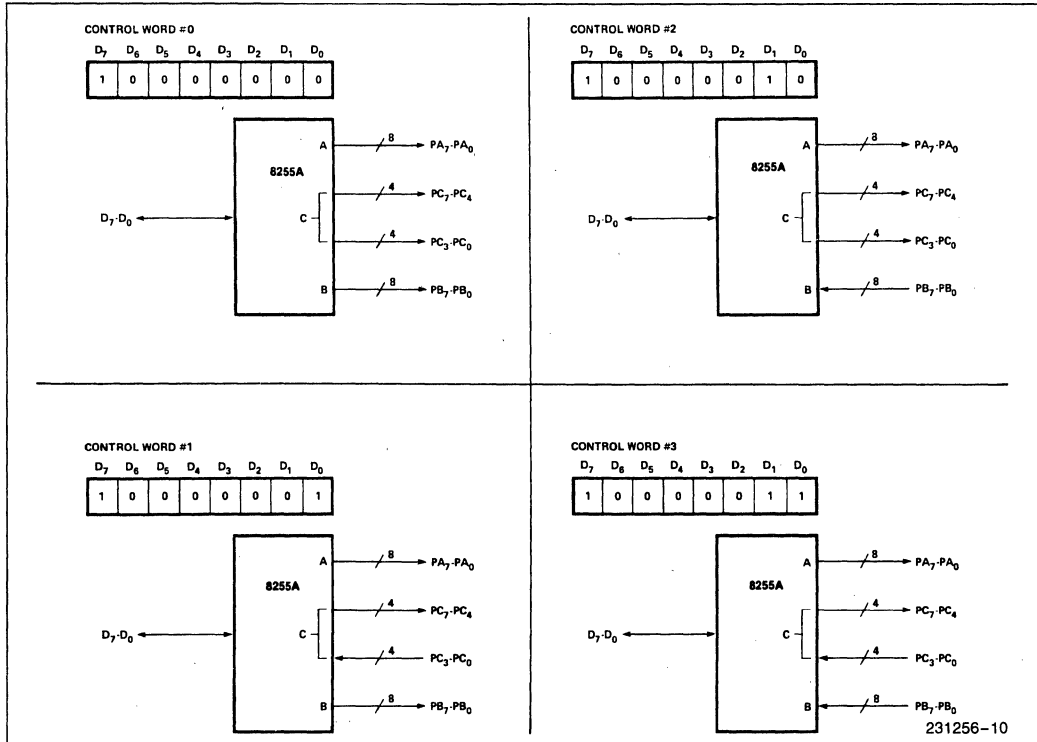 CONTROL WORD #0
D7 D6 D5 D4 D3 D2 D1 D0
1 0 0 0 0 0 0 0
8255A
A
8
PA7-PA0
4
PC7-PC4
D7-D0
C
4
PC3-PC0
B
8
PB7-PB0
CONTROL WORD #2
D7 D6 D5 D4 D3 D2 D1 D0
1 0 0 0 0 0 1 0
8255A
A
8
PA7-PA0
4
PC7-PC4
D7-D0
C
4
PC3-PC0
B
8
PB7-PB0
CONTROL WORD #1
D7 D6 D5 D4 D3 D2 D1 D0
1 0 0 0 0 0 0 1
8255A
A
8
PA7-PA0
4
PC7-PC4
D7-D0
C
4
PC3-PC0
B
8
PB7-PB0
CONTROL WORD #3
D7 D6 D5 D4 D3 D2 D1 D0
1 0 0 0 0 0 1 1
8255A
A
8
PA7-PA0
4
PC7-PC4
D7-D0
C
4
PC3-PC0
B
8
PB7-PB0
231256-10